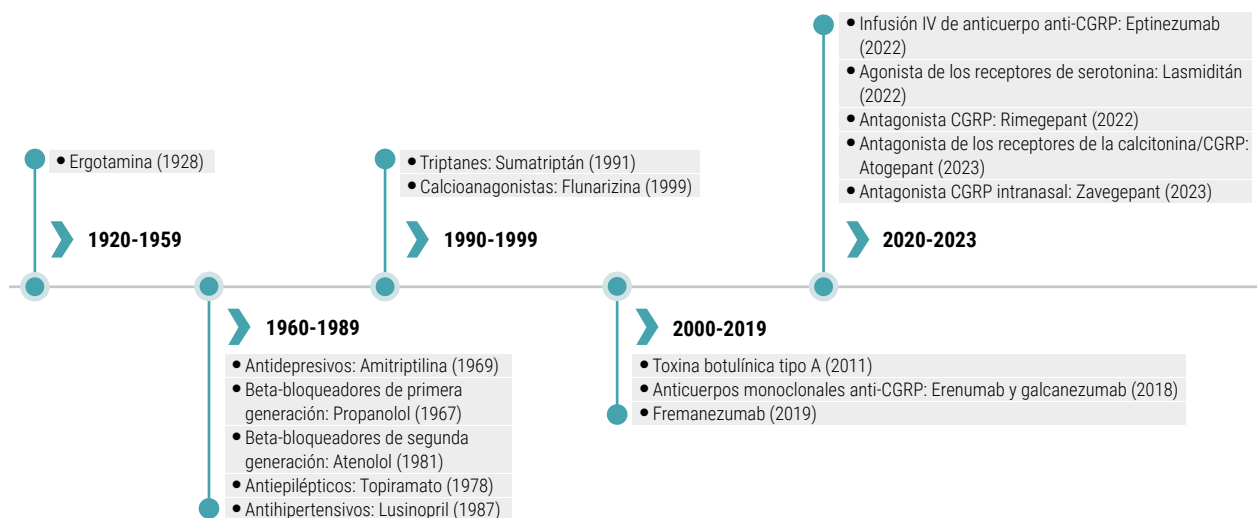 • Ergotamina (1928)
1920-1959
1960-1989
• Antidepresivos: Amitriptilina (1969)
• Beta-bloqueadores de primera
generación: Propanolol (1967)
• Beta-bloqueadores de segunda
generación: Atenolol (1981)
• Antiepilépticos: Topiramato (1978)
• Antihipertensivos: Lusinopril (1987)
• Triptanes: Sumatriptán (1991)
• Calcioanagonistas: Flunarizina (1999)
1990-1999
2000-2019
• Toxina botulínica tipo A (2011)
• Anticuerpos monoclonales anti-CGRP: Erenumab y galcanezumab (2018)
• Fremanezumab (2019)
• Infusión IV de anticuerpo anti-CGRP: Eptinezumab
(2022)
• Agonista de los receptores de serotonina: Lasmiditán
(2022)
• Antagonista CGRP: Rimegepant (2022)
• Antagonista de los receptores de la calcitonina/CGRP:
Atogepant (2023)
• Antagonista CGRP intranasal: Zavegepant (2023)
2020-2023